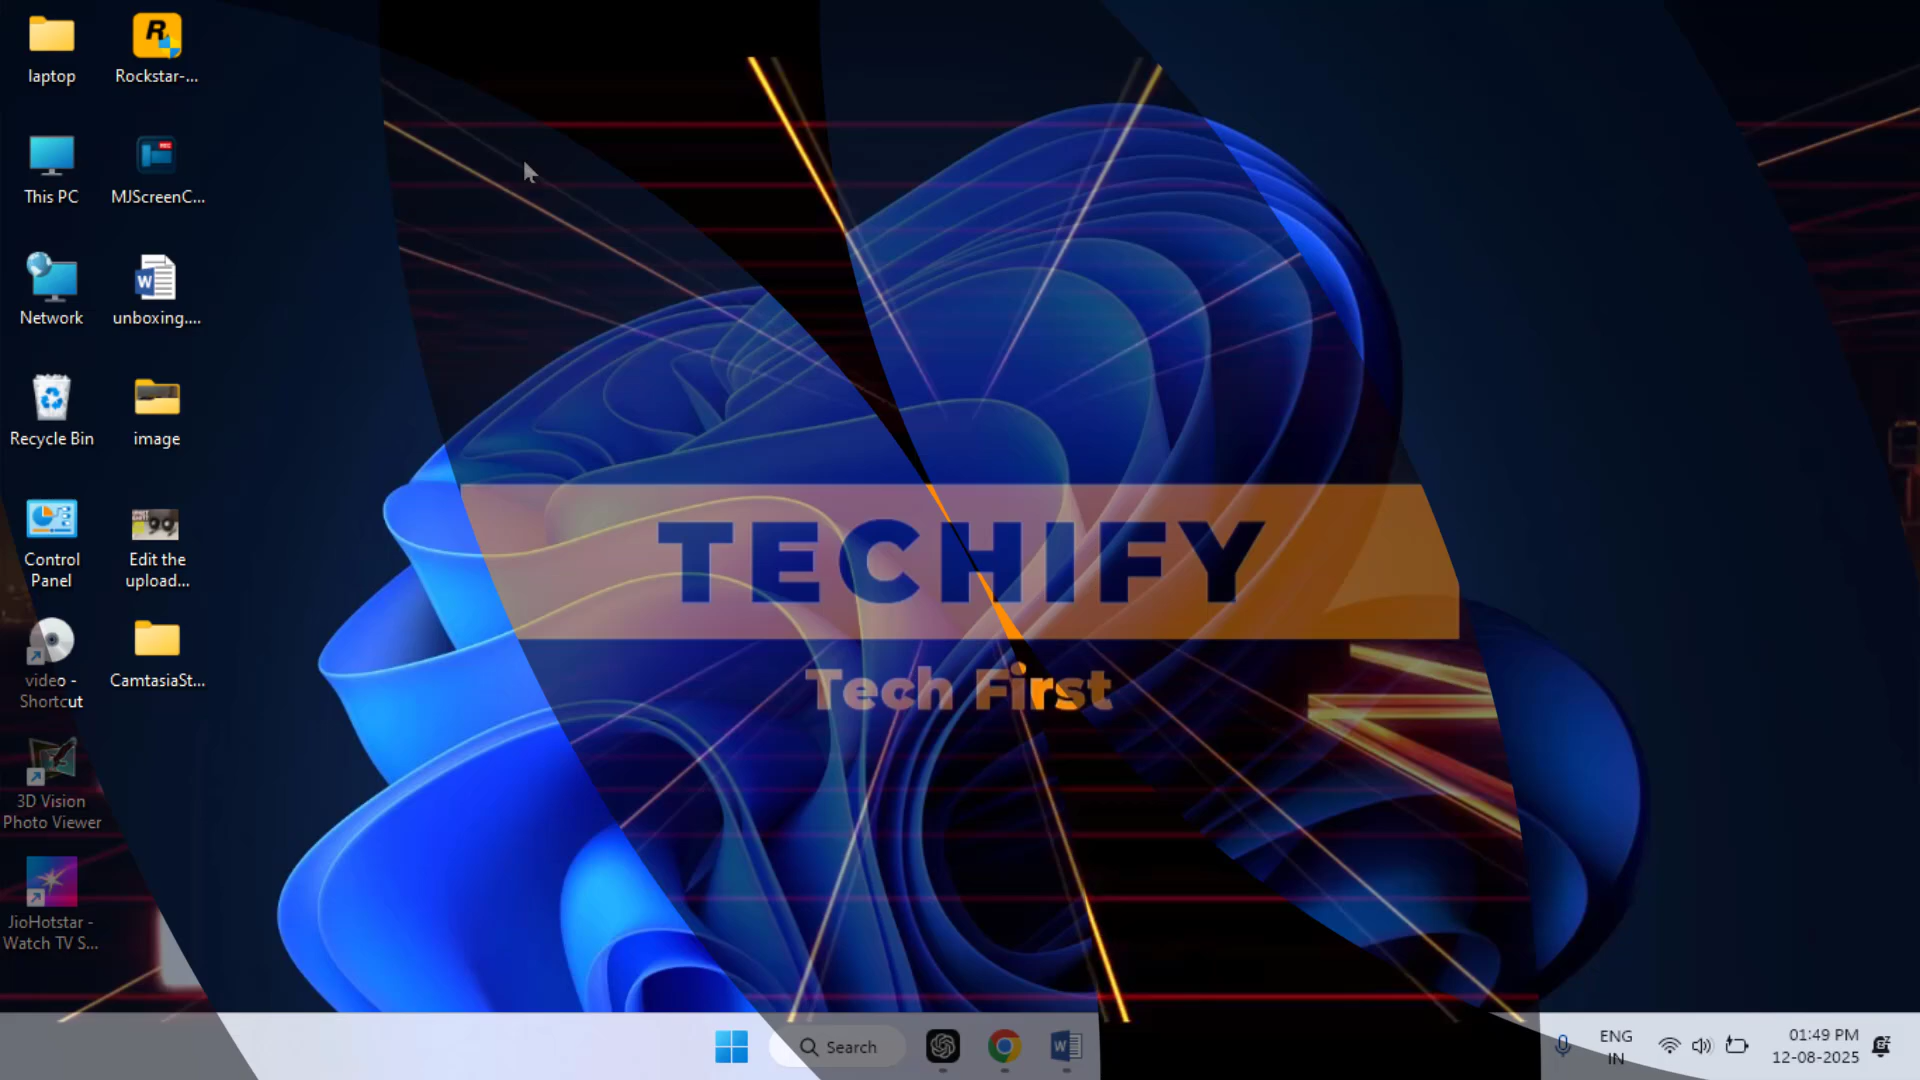 laptop
Rockstar-...
This PC
MJScreenC...
Network
unboxing....
Recycle Bin
image
Control
Panel
Edit the
upload...
video -
Shortcut
CamtasiaSt...
3D Vision
Photo Viewer
JioHotstar -
Watch TV S...
TECHIFY
Tech First
Search
ENG
IN
01:49 PM
12-08-2025